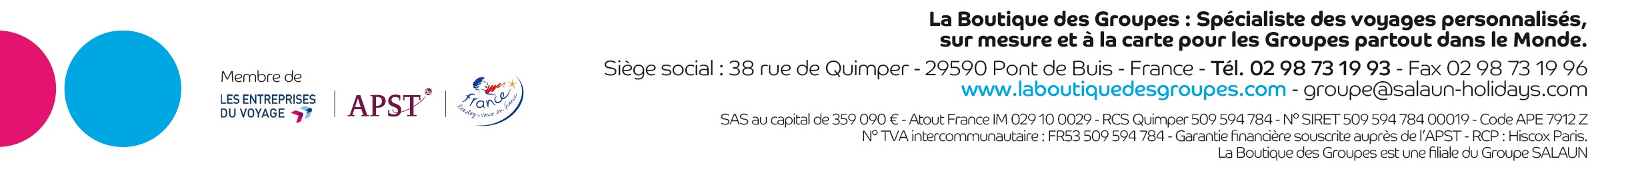 La Boutique des Groupes : Spécialiste des voyages personnalisés,
sur mesure et à la carte pour les Groupes partout dans le Monde.
Siège social : 38 rue de Quimper - 29590 Pont de Buis - France - Tél. 02 98 73 19 93 - Fax 02 98 73 19 96
www.laboutiquedesgroupes.com - groupe@salaun-holidays.com
Membre de
LES ENTREPRISES
DU VOYAGE
APST
france
Rendez-vous en france
SAS au capital de 359 090 € - Atout France IM 029 10 0029 - RCS Quimper 509 594 784 - N° SIRET 509 594 784 00019 - Code APE 7912 Z
N° TVA intercommunautaire : FR53 509 594 784 - Garantie financière souscrite auprès de l'APST - RCP : Hiscox Paris.
La Boutique des Groupes est une filiale du Groupe SALAUN